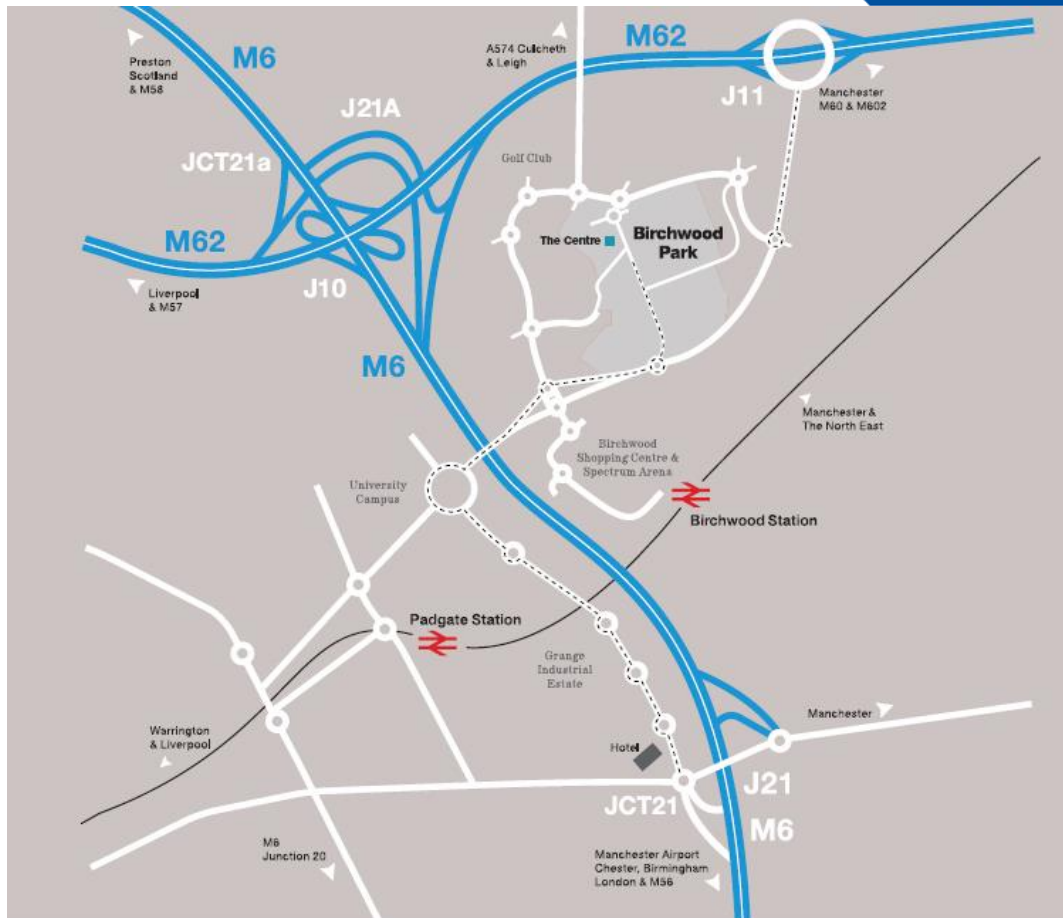 M6
M62
A574 Culcheth
& Leigh
Preston
Scotland
& M58
J21A
J11
Manchester
M60 & M602
JCT21a
Golf Club
M62
The Centre
Birchwood
Park
J10
Liverpool
& M57
M6
Manchester &
The North East
Birchwood
Shopping Centre &
Spectrum Arena
University
Campus
Birchwood Station
Padgate Station
Grange
Industrial
Estate
Manchester
Warrington
& Liverpool
Hotel
J21
JCT21
M6
M6
Junction 20
Manchester Airport
Chester, Birmingham
London & M56